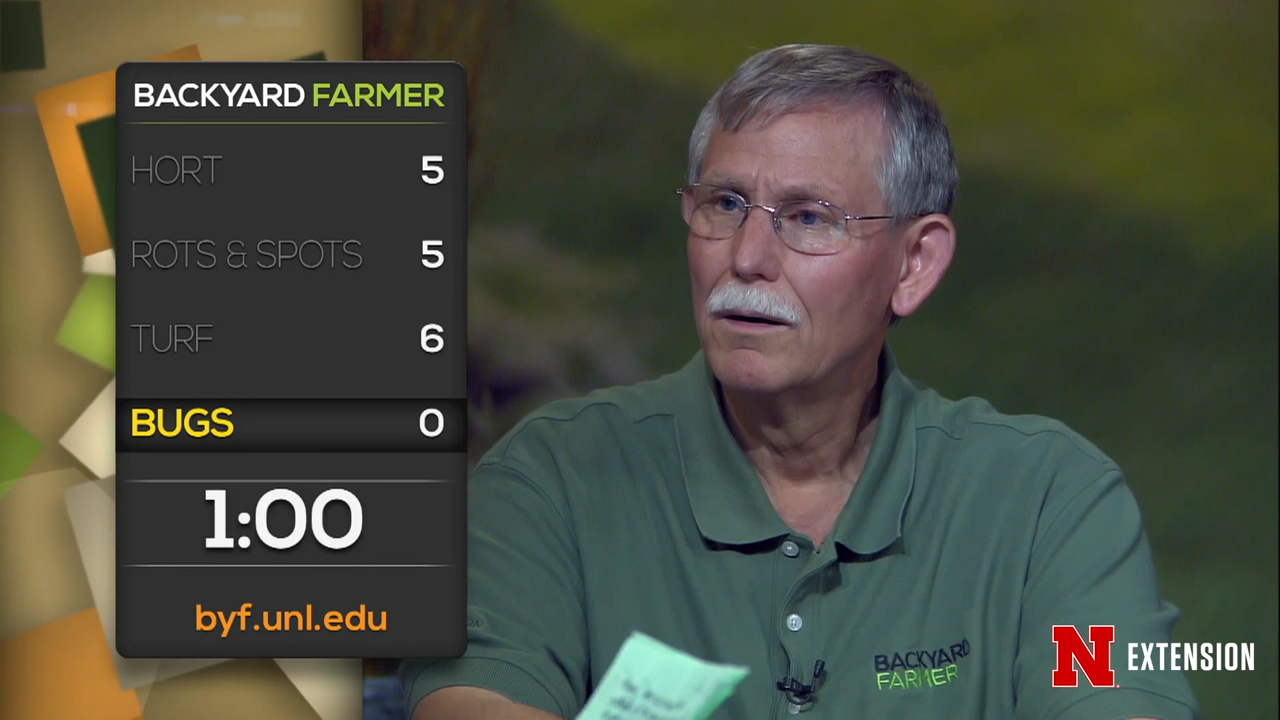 BACKYARD FARMER
HORT 5
ROTS & SPOTS 5
TURF 6
BUGS 0
1:00
byf.unl.edu
BACKYARD
FARMER
N EXTENSION